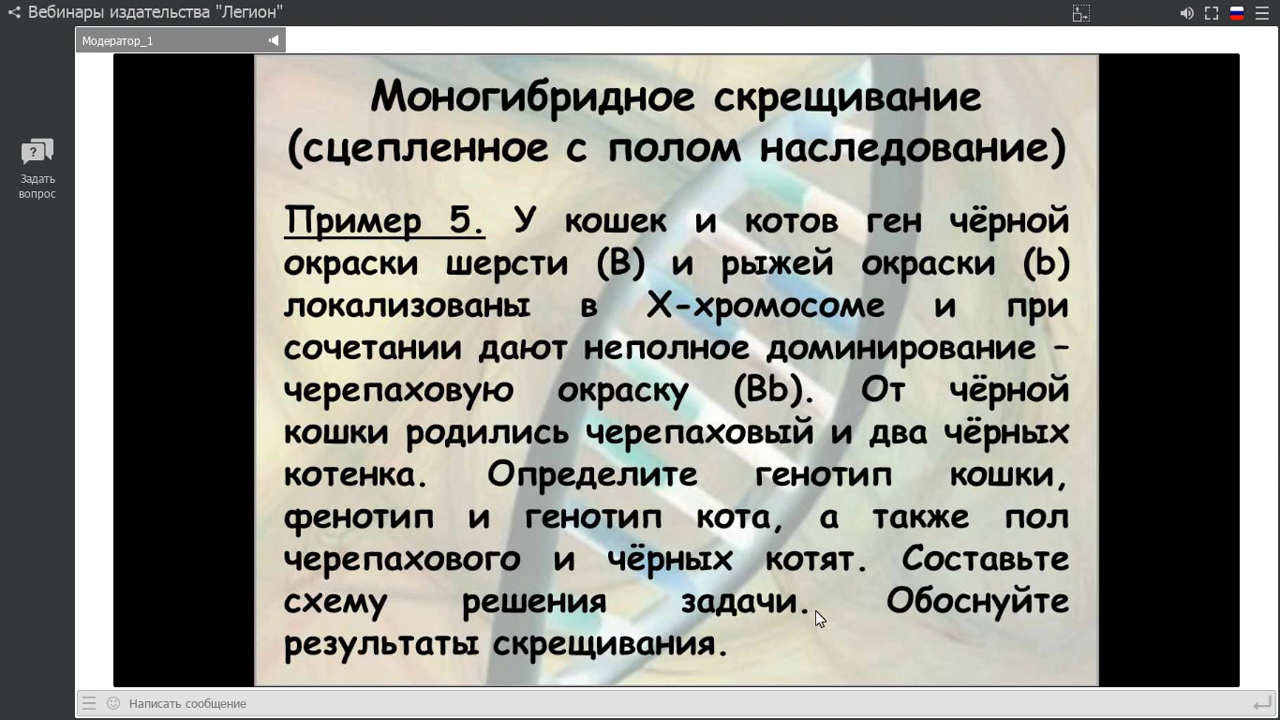 Вебинары издательства "Легион"
Модератор_1
Задать
вопрос
Моногибридное скрещивание
(сцепленное с полом наследование)
Пример 5. У кошек и котов ген чёрной
окраски шерсти (B) и рыжей окраски (b)
локализованы в X-хромосоме и при
сочетании дают неполное доминирование –
черепаховую окраску (Bb). От чёрной
кошки родились черепаховый и два чёрных
котенка. Определите генотип кошки,
фенотип и генотип кота, а также пол
черепахового и чёрных котят. Составьте
схему решения задачи. Обоснуйте
результаты скрещивания.
Написать сообщение